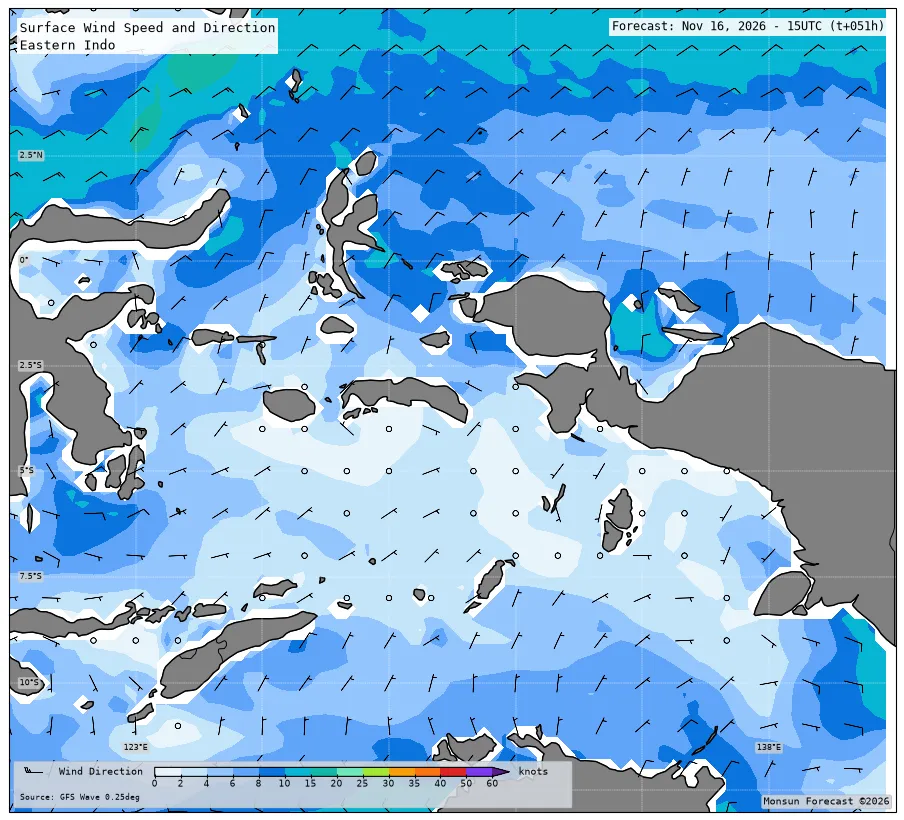 Surface Wind Speed and Direction
Eastern Indo
Forecast: Nov 16, 2026 - 15UTC (t+051h)
2.5°N
0°
2.5°S
5°S
7.5°S
10°S
123°E
138°E
Wind Direction
knots
0 2 4 6 8 10 15 20 25 30 35 40 50 60
Source: GFS Wave 0.25deg
Monsun Forecast ©2026